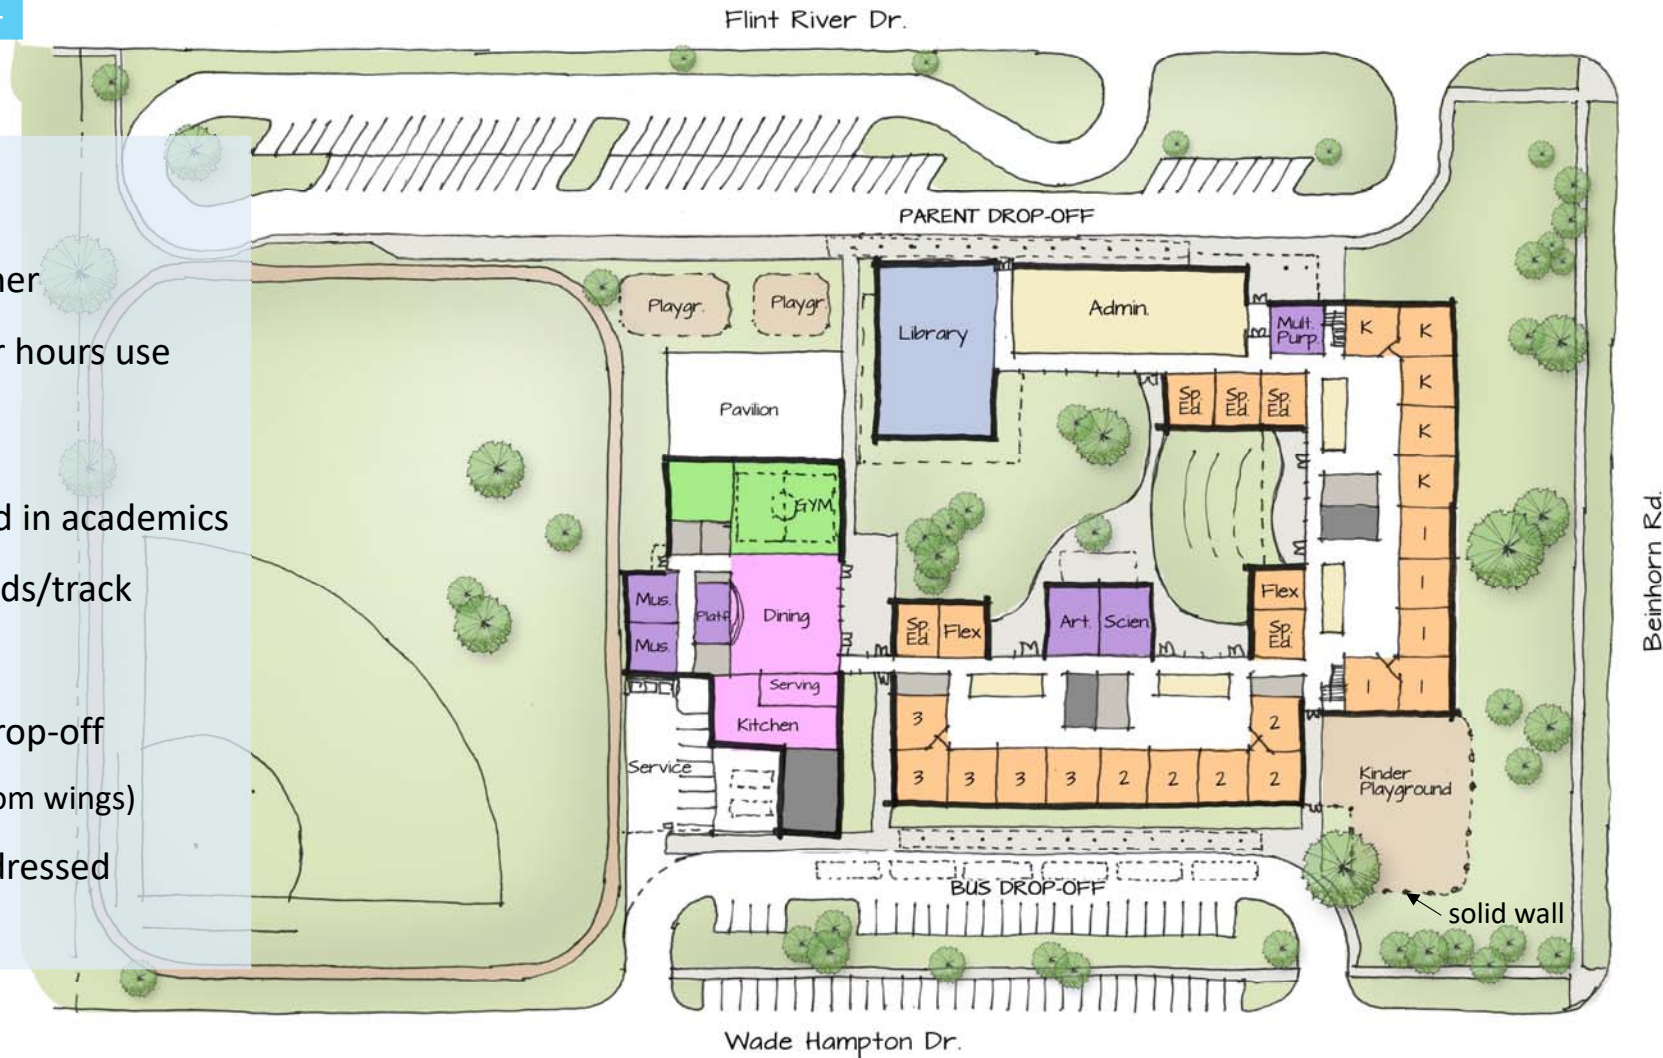 Flint River Dr.
PARENT DROP-OFF
her
r hours use
d in academics
ds/track
rop-off
om wings)
dressed
Playgr.
Playgr.
Pavilion
GYM
Mus.
Mus.
Platf.
Dining
Serving
Kitchen
Service
Library
Admin.
Mult.
Purp.
K
K
K
K
K
Sp.
Ed.
Sp.
Ed.
Sp.
Ed.
1
1
1
1
1
Flex
Sp.
Ed.
Sp.
Ed.
Flex
Art.
Scien.
3
2
3
3
3
3
2
2
2
2
Kinder
Playground
BUS DROP-OFF
solid wall
Wade Hampton Dr.
Beinhorn Rd.